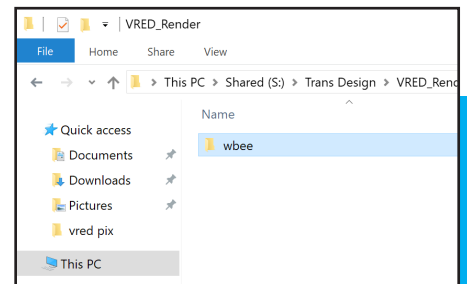 VRED_Render
File Home Share View
This PC > Shared (S:) > Trans Design > VRED_Rend
Name
Quick access
wbee
Documents
Downloads
Pictures
vred pix
This PC